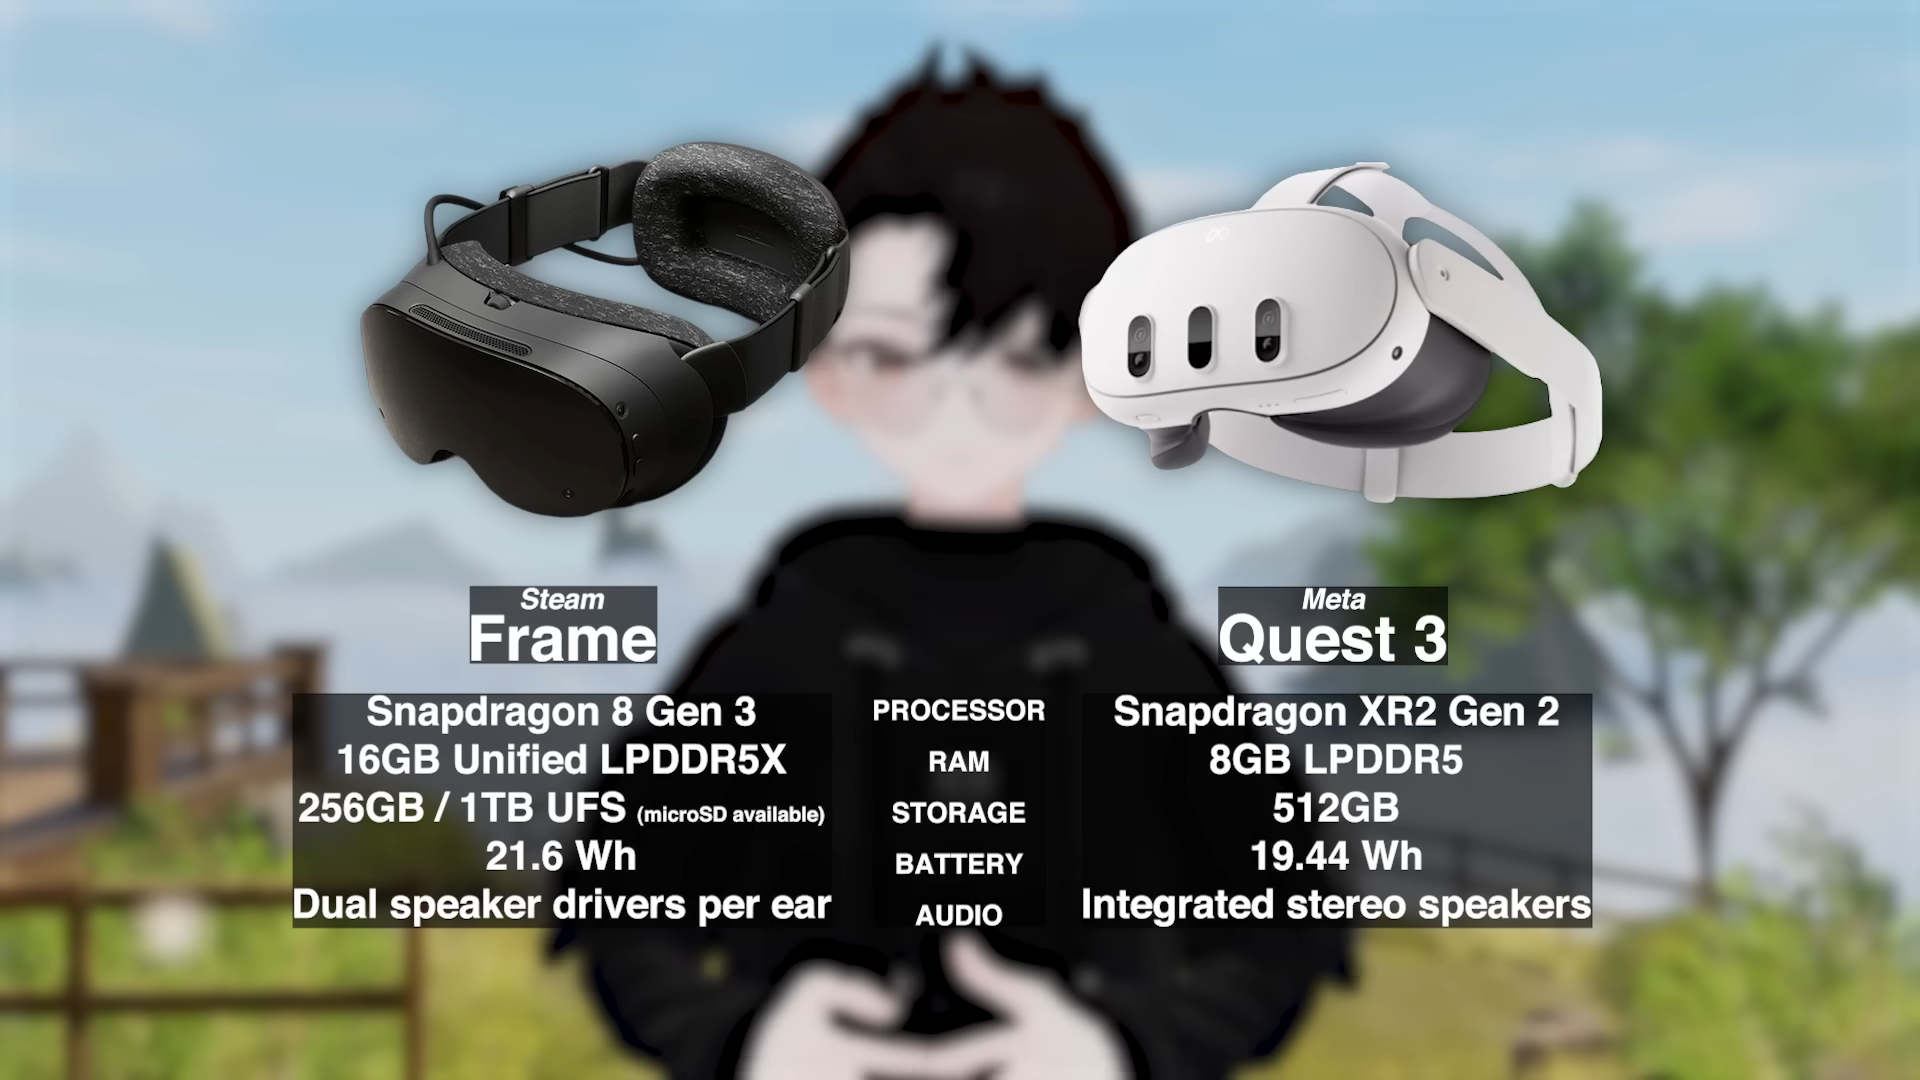 Steam
Frame
Meta
Quest 3
Snapdragon 8 Gen 3
PROCESSOR
Snapdragon XR2 Gen 2
16GB Unified LPDDR5X
RAM
8GB LPDDR5
256GB / 1TB UFS (microSD available)
STORAGE
512GB
21.6 Wh
BATTERY
19.44 Wh
Dual speaker drivers per ear
AUDIO
Integrated stereo speakers